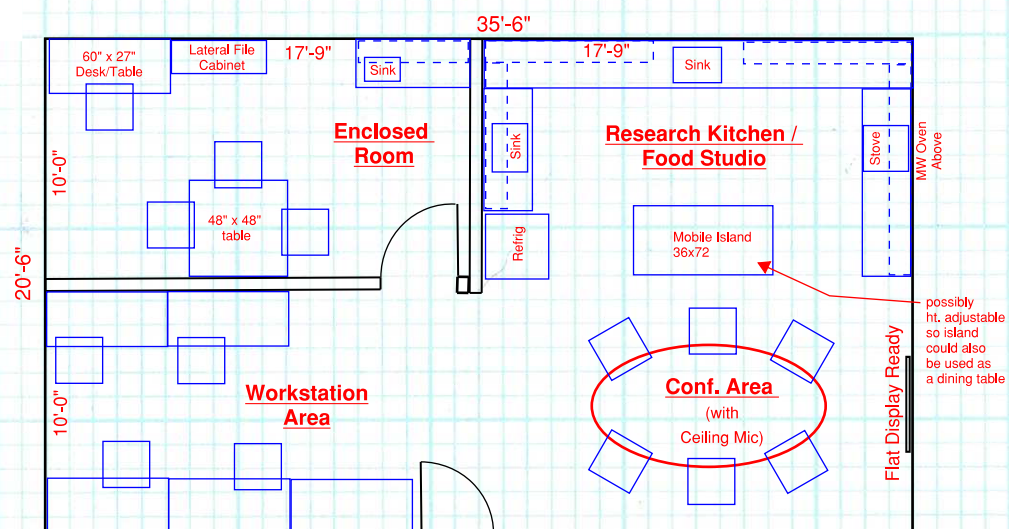 35'-6"
60" x 27"
Desk/Table
Lateral File
Cabinet
17'-9"
Sink
17'-9"
Sink
Enclosed
Room
Research Kitchen /
Food Studio
Sink
Stove
MW Oven
Above
10'-0"
48" x 48"
table
Refrig
Mobile Island
36x72
20'-6"
possibly
ht. adjustable
so island
could also
be used as
a dining table
Workstation
Area
10'-0"
Conf. Area
(with
Ceiling Mic)
Flat Display Ready